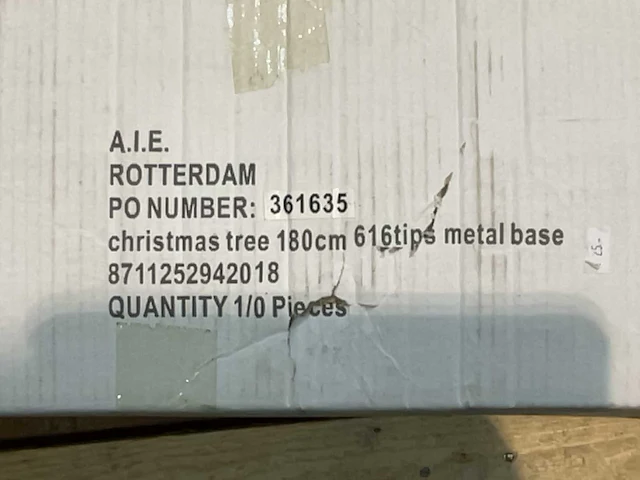 A.I.E.
ROTTERDAM
PO NUMBER: 361635
christmas tree 180cm 616tips metal base
8711252942018
QUANTITY 1/0 Pieces